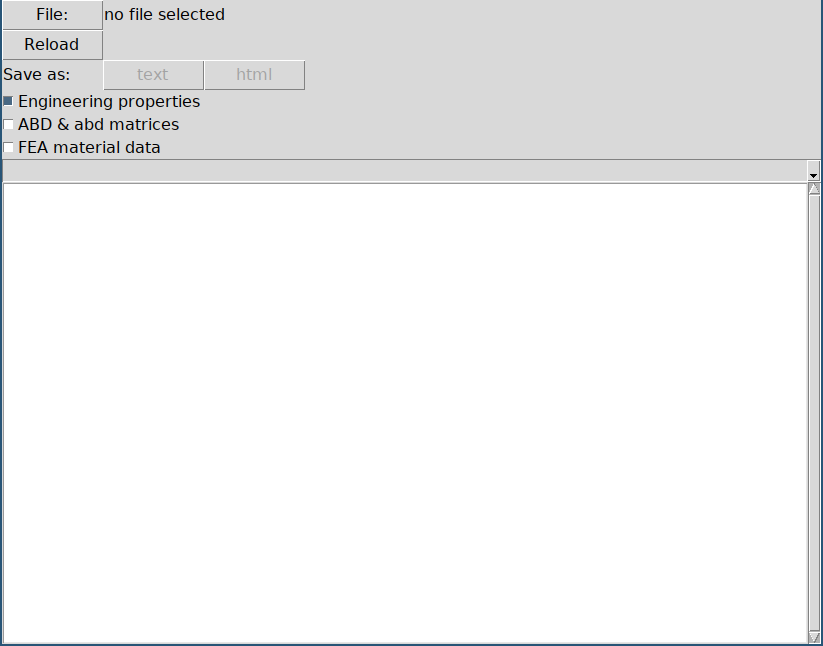 File: no file selected
Reload
Save as: text html
Engineering properties
ABD & abd matrices
FEA material data